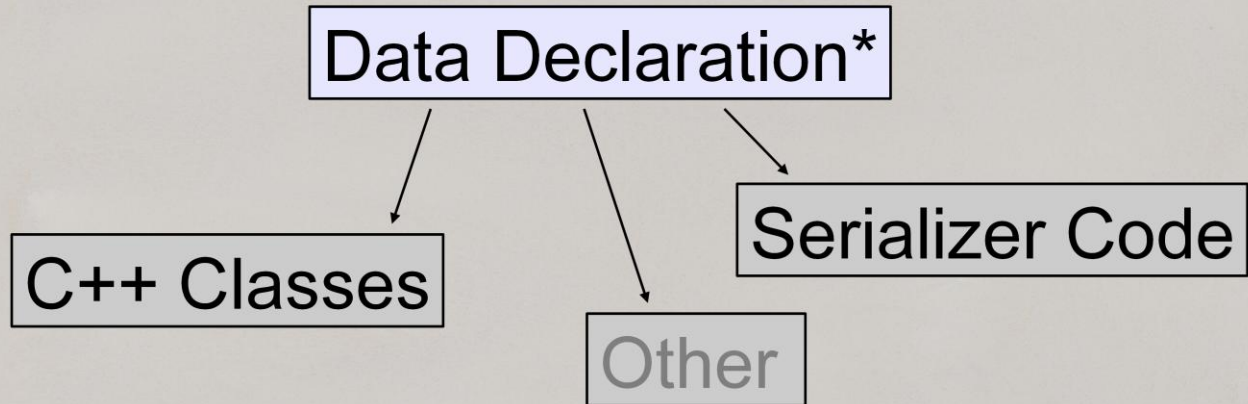 Data Declaration*
C++ Classes
Serializer Code
Other